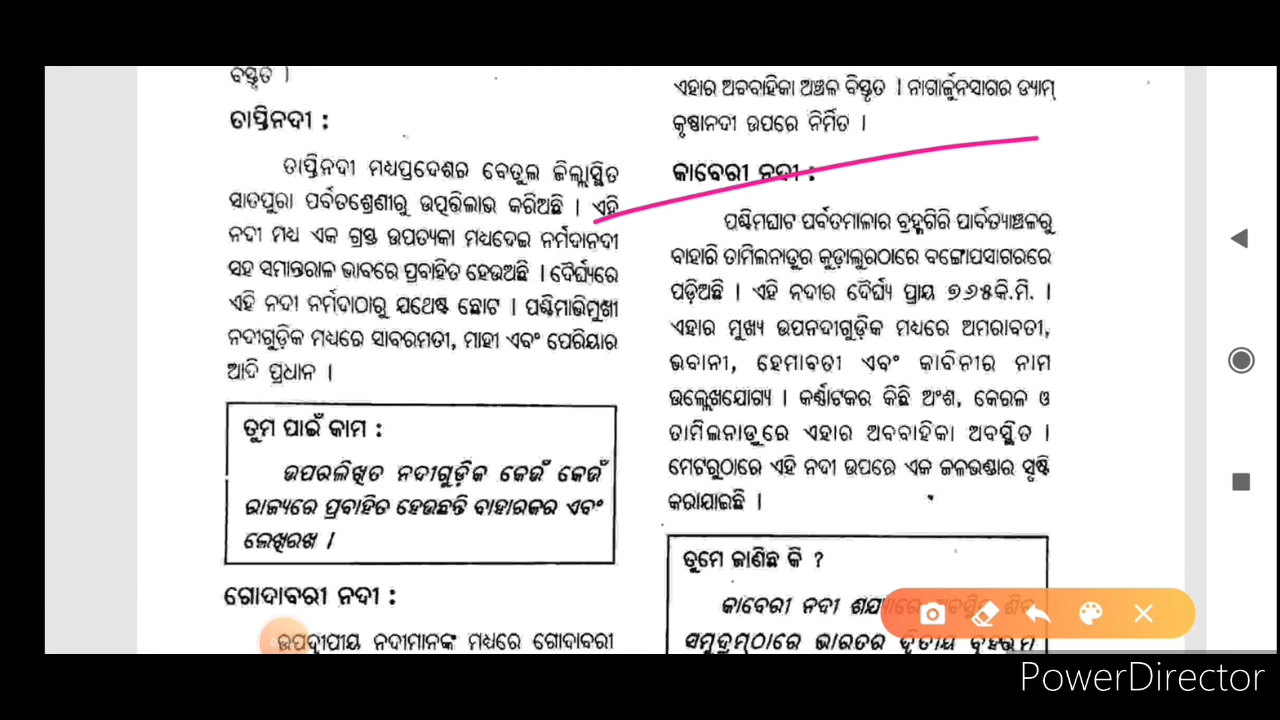 ବିସ୍ତୃତ ।
ତାପ୍ତିନଦୀ :
ତାପ୍ତିନଦୀ ମଧ୍ୟପ୍ରଦେଶର ବେତୁଲ ଜିଲ୍ଲାସ୍ଥିତ
ସାତପୁରା ପର୍ବତଶ୍ରେଣୀରୁ ଉତ୍ପତ୍ତିଲାଭ କରିଅଛି । ଏହି
ନଦୀ ମଧ୍ୟ ଏକ ଗ୍ରସ୍ତ ଉପତ୍ୟକା ମଧ୍ୟଦେଇ ନର୍ମଦାନଦୀ
ସହ ସମାନ୍ତରାଳ ଭାବରେ ପ୍ରବାହିତ ହେଉଅଛି । ଦୈର୍ଘ୍ୟରେ
ଏହି ନଦୀ ନର୍ମଦାଠାରୁ ଯଥେଷ୍ଟ ଛୋଟ । ପଶ୍ଚିମାଭିମୁଖୀ
ନଦୀଗୁଡ଼ିକ ମଧ୍ୟରେ ସାବରମତୀ, ମାହୀ ଏବଂ ପେରିୟାର
ଆଦି ପ୍ରଧାନ ।
ତୁମ ପାଇଁ କାମ :
ଉପରଲିଖିତ ନଦୀଗୁଡ଼ିକ କେଉଁ କେଉଁ
ରାଜ୍ୟରେ ପ୍ରବାହିତ ହେଉଛନ୍ତି ବାହାରକର ଏବଂ
ଲେଖିରଖ ।
ଗୋଦାବରୀ ନଦୀ :
ଉପଦ୍ୱୀପୀୟ ନଦୀମାନଙ୍କ ମଧ୍ୟରେ ଗୋଦାବରୀ
ଏହାର ଅବବାହିକା ଅଞ୍ଚଳ ବିସ୍ତୃତ । ନାଗାର୍ଜୁନସାଗର ଡ୍ୟାମ୍
କୃଷ୍ଣାନଦୀ ଉପରେ ନିର୍ମିତ ।
କାବେରୀ ନଦୀ :
ପଶ୍ଚିମଘାଟ ପର୍ବତମାଳାର ବ୍ରହ୍ମଗିରି ପାର୍ବତ୍ୟାଞ୍ଚଳରୁ
ବାହାରି ତାମିଲନାଡୁର କୁଡ଼ାଲୁରଠାରେ ବଙ୍ଗୋପସାଗରରେ
ପଡ଼ିଅଛି । ଏହି ନଦୀର ଦୈର୍ଘ୍ୟ ପ୍ରାୟ ୭୬୫କି.ମି. ।
ଏହାର ମୁଖ୍ୟ ଉପନଦୀଗୁଡ଼ିକ ମଧ୍ୟରେ ଅମରାବତୀ,
ଭବାନୀ, ହେମାବତୀ ଏବଂ କାବିନୀର ନାମ
ଉଲ୍ଲେଖଯୋଗ୍ୟ । କର୍ଣ୍ଣାଟକର କିଛି ଅଂଶ, କେରଳ ଓ
ତାମିଲନାଡୁରେ ଏହାର ଅବବାହିକା ଅବସ୍ଥିତ ।
ମେଟରୁଠାରେ ଏହି ନଦୀ ଉପରେ ଏକ ଜଳଭଣ୍ଡାର ସୃଷ୍ଟି
କରାଯାଇଛି ।
ତୁମେ ଜାଣିଛ କି ?
କାବେରୀ ନଦୀ ଶଯ୍ୟାରେ ଅବସ୍ଥିତ ଶିବ
ସମୁଦ୍ରମ୍‌ଠାରେ ଭାରତର ଦ୍ୱିତୀୟ ବୃହତ୍ତମ
PowerDirector